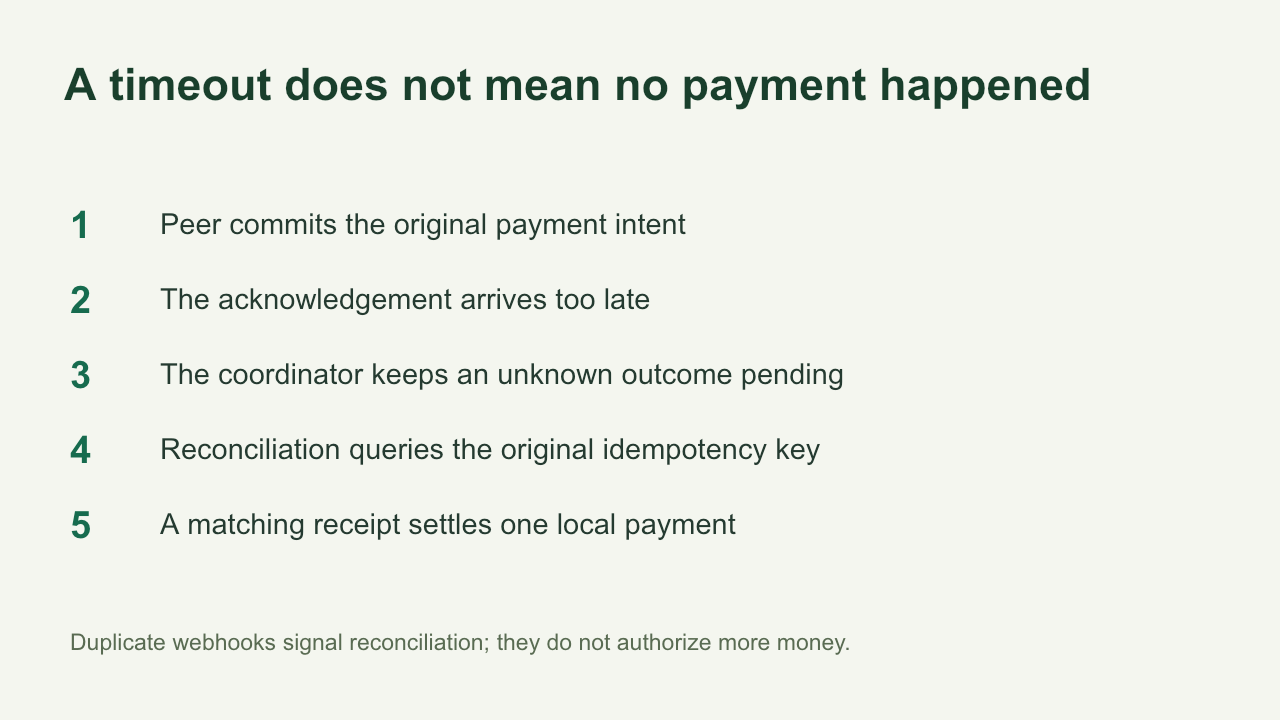 A timeout does not mean no payment happened
1 Peer commits the original payment intent
2 The acknowledgement arrives too late
3 The coordinator keeps an unknown outcome pending
4 Reconciliation queries the original idempotency key
5 A matching receipt settles one local payment
Duplicate webhooks signal reconciliation; they do not authorize more money.